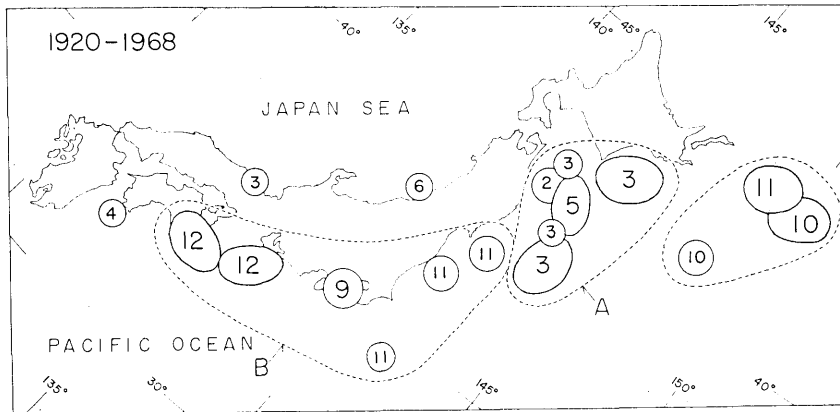 40° 135° 140° 45° 145°
1920-1968
JAPAN SEA
3 6 3 2 3 5 11 10
4 12 12 9 11 11 3 3 10
A
PACIFIC OCEAN
B
11
135° 30° 145° 150° 40°